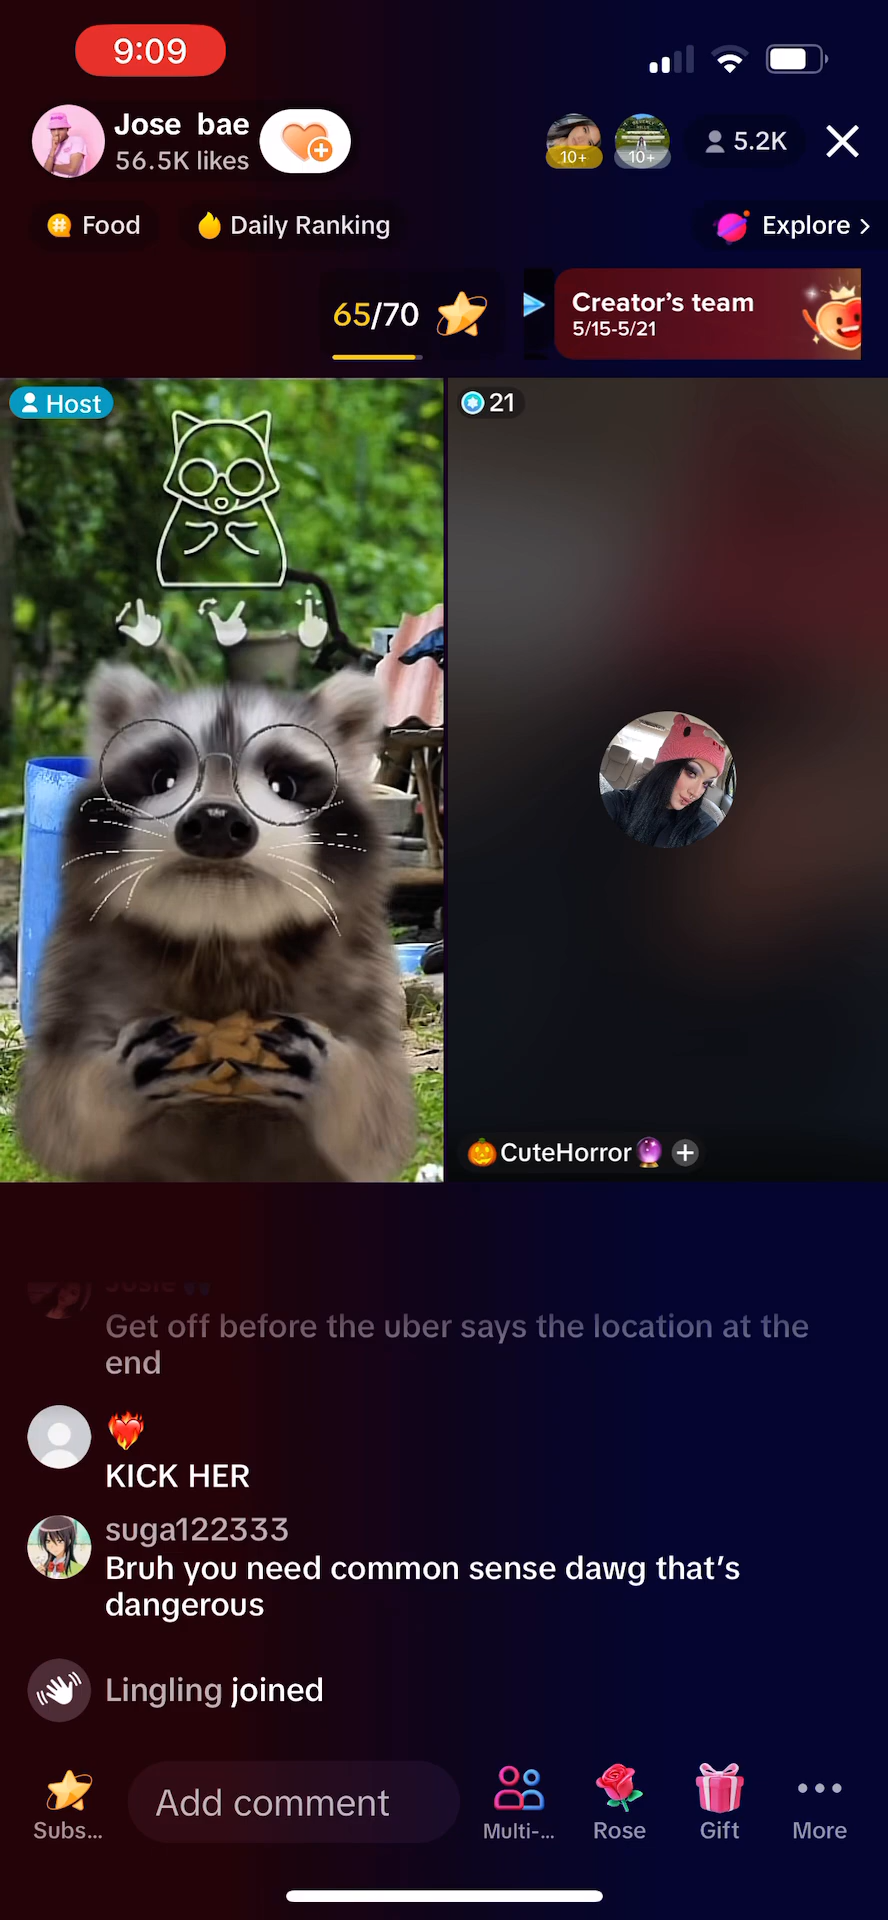 9:09
Jose bae
56.5K likes
10+
10+
5.2K
Food
Daily Ranking
Explore >
65/70
Creator's team
5/15-5/21
Host
21
🎃CuteHorror🔮 +
Josie
Get off before the uber says the location at the
end
❤️‍🔥
KICK HER
suga122333
Bruh you need common sense dawg that's
dangerous
Lingling joined
Subs...
Add comment
Multi-...
Rose
Gift
More